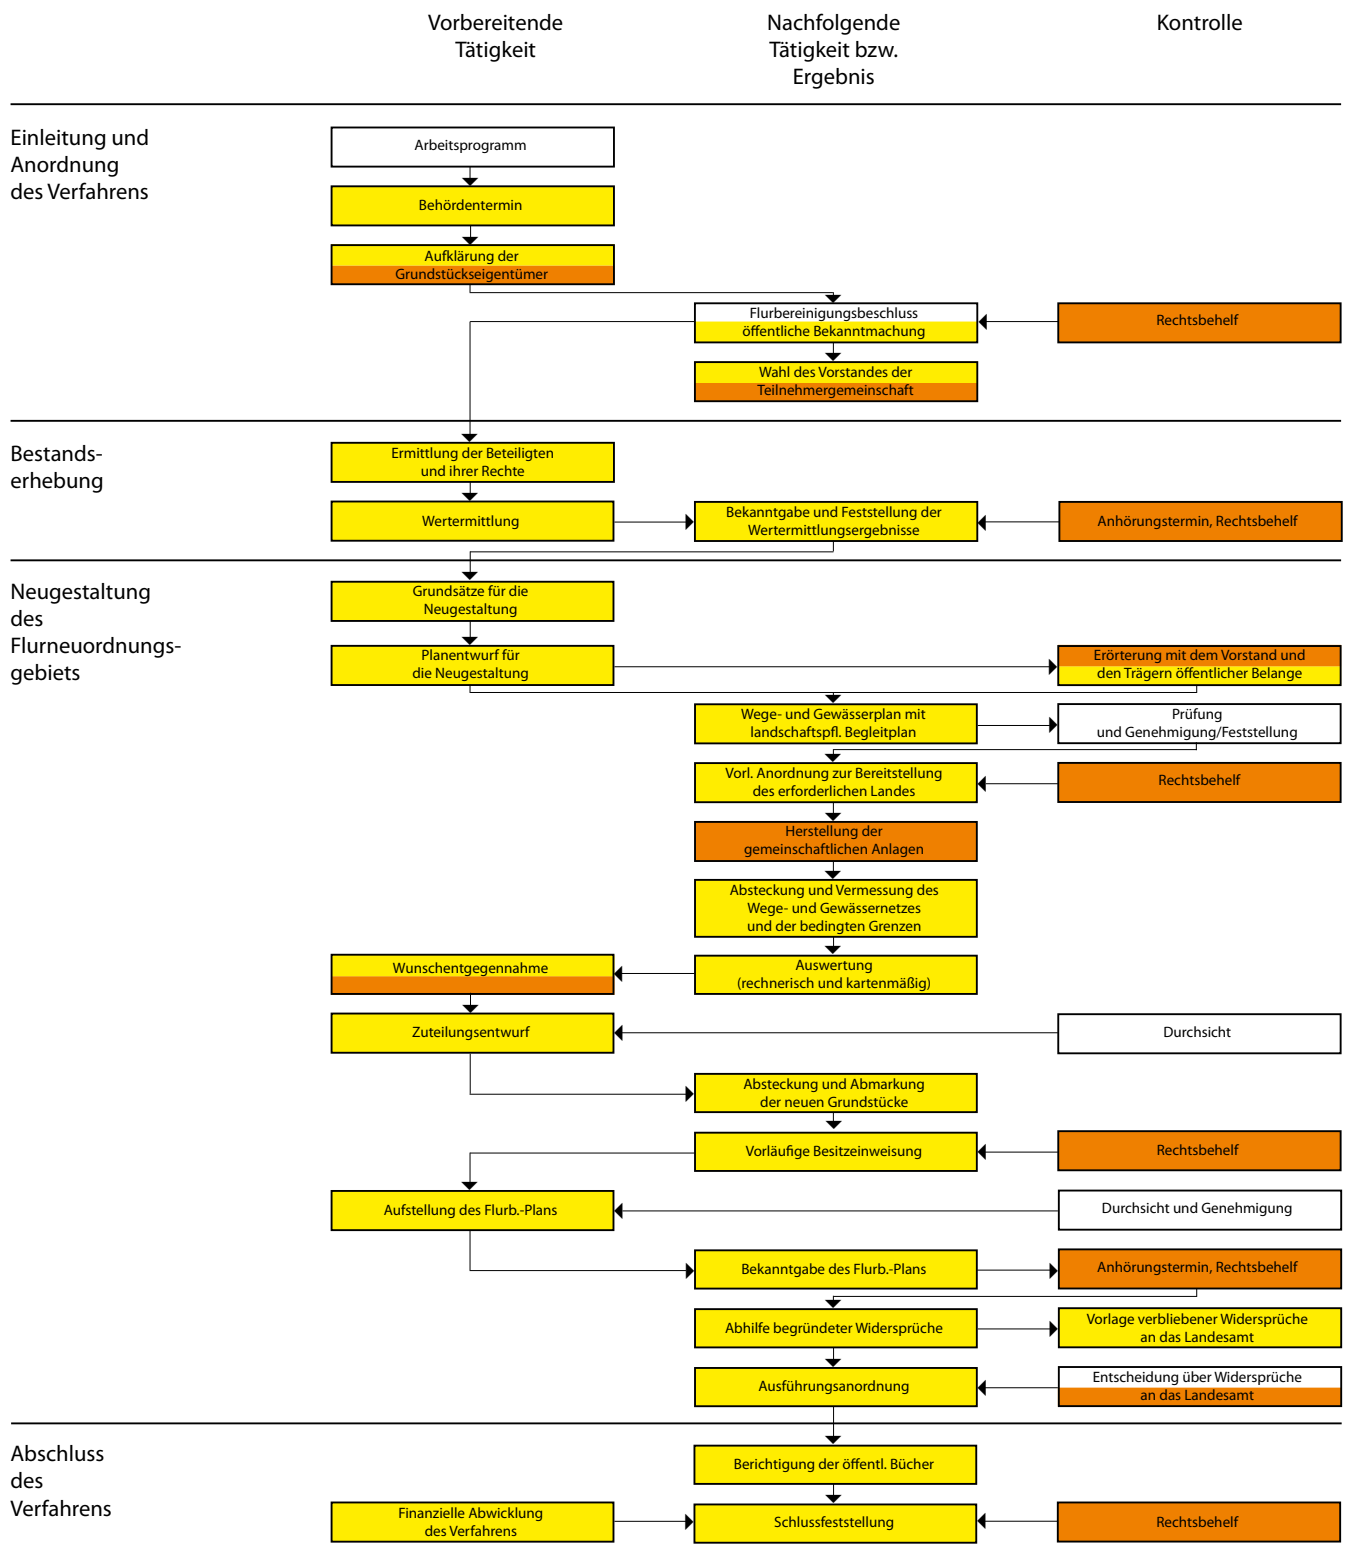 Vorbereitende
Tätigkeit
Nachfolgende
Tätigkeit bzw.
Ergebnis
Kontrolle
Einleitung und
Anordnung
des Verfahrens
Arbeitsprogramm
Behördentermin
Aufklärung der
Grundstückseigentümer
Flurbereinigungsbeschluss
öffentliche Bekanntmachung
Rechtsbehelf
Wahl des Vorstandes der
Teilnehmergemeinschaft
Bestands-
erhebung
Ermittlung der Beteiligten
und ihrer Rechte
Wertermittlung
Bekanntgabe und Feststellung der
Wertermittlungsergebnisse
Anhörungstermin, Rechtsbehelf
Neugestaltung
des
Flurneuordnungs-
gebiets
Grundsätze für die
Neugestaltung
Planentwurf für
die Neugestaltung
Erörterung mit dem Vorstand und
den Trägern öffentlicher Belange
Wege- und Gewässerplan mit
landschaftspfl. Begleitplan
Prüfung
und Genehmigung/Feststellung
Vorl. Anordnung zur Bereitstellung
des erforderlichen Landes
Rechtsbehelf
Herstellung der
gemeinschaftlichen Anlagen
Absteckung und Vermessung des
Wege- und Gewässernetzes
und der bedingten Grenzen
Wunschentgegennahme
Auswertung
(rechnerisch und kartenmäßig)
Zuteilungsentwurf
Durchsicht
Absteckung und Abmarkung
der neuen Grundstücke
Vorläufige Besitzeinweisung
Rechtsbehelf
Aufstellung des Flurb.-Plans
Durchsicht und Genehmigung
Bekanntgabe des Flurb.-Plans
Anhörungstermin, Rechtsbehelf
Abhilfe begründeter Widersprüche
Vorlage verbliebener Widersprüche
an das Landesamt
Ausführungsanordnung
Entscheidung über Widersprüche
an das Landesamt
Abschluss
des
Verfahrens
Berichtigung der öffentl. Bücher
Finanzielle Abwicklung
des Verfahrens
Schlussfeststellung
Rechtsbehelf